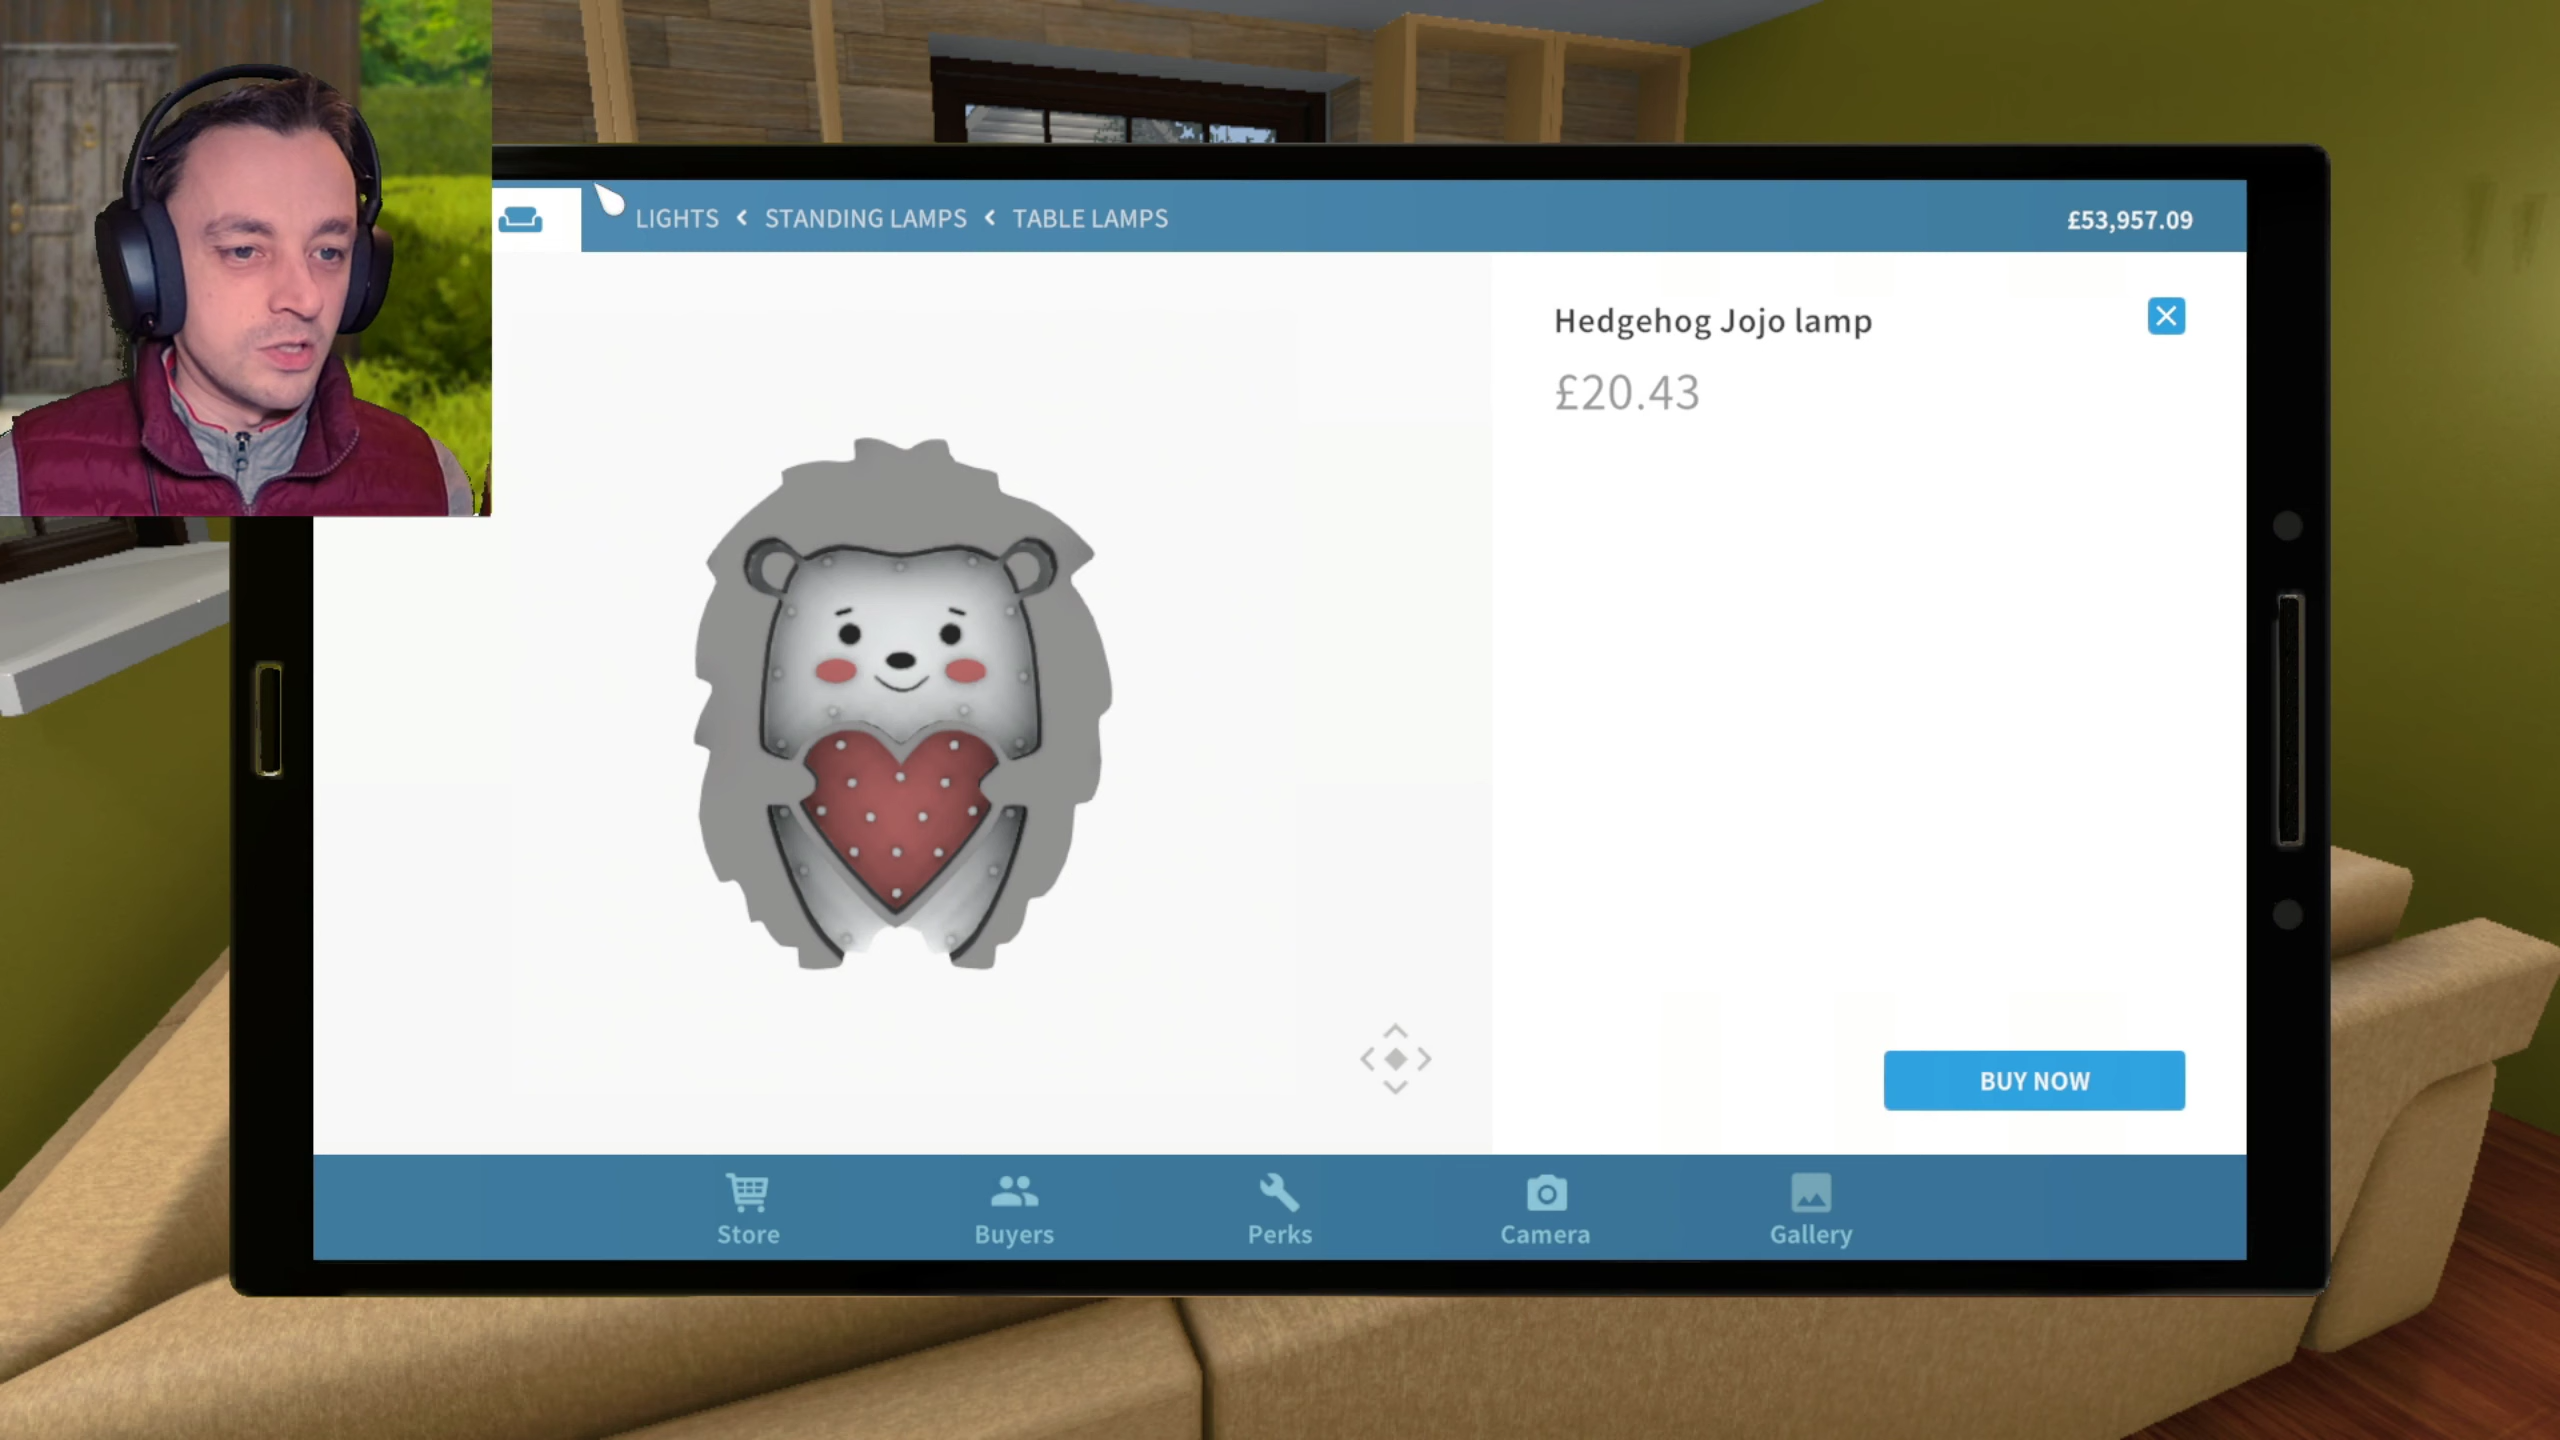 LIGHTS < STANDING LAMPS < TABLE LAMPS
£53,957.09
Hedgehog Jojo lamp
£20.43
BUY NOW
Store
Buyers
Perks
Camera
Gallery